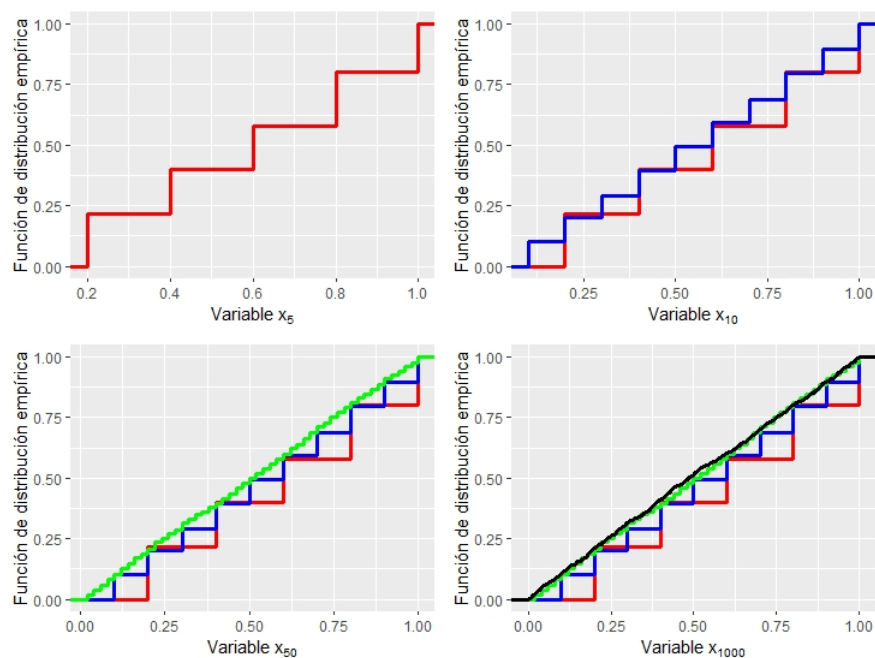 Función de distribución empírica
1.00
0.75
0.50
0.25
0.00
0.2 0.4 0.6 0.8 1.0
Variable x₅
Función de distribución empírica
1.00
0.75
0.50
0.25
0.00
0.25 0.50 0.75 1.00
Variable x₁₀
Función de distribución empírica
1.00
0.75
0.50
0.25
0.00
0.00 0.25 0.50 0.75 1.00
Variable x₅₀
Función de distribución empírica
1.00
0.75
0.50
0.25
0.00
0.00 0.25 0.50 0.75 1.00
Variable x₁₀₀₀